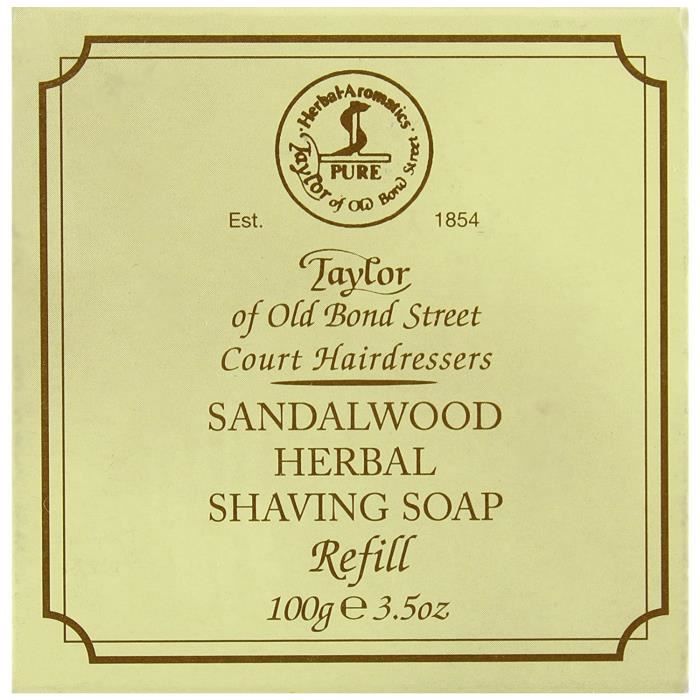 Herbal-Aromatics
PURE
Taylor of Old Bond Street
Est. 1854
Taylor
of Old Bond Street
Court Hairdressers
SANDALWOOD
HERBAL
SHAVING SOAP
Refill
100g ℮ 3.5oz